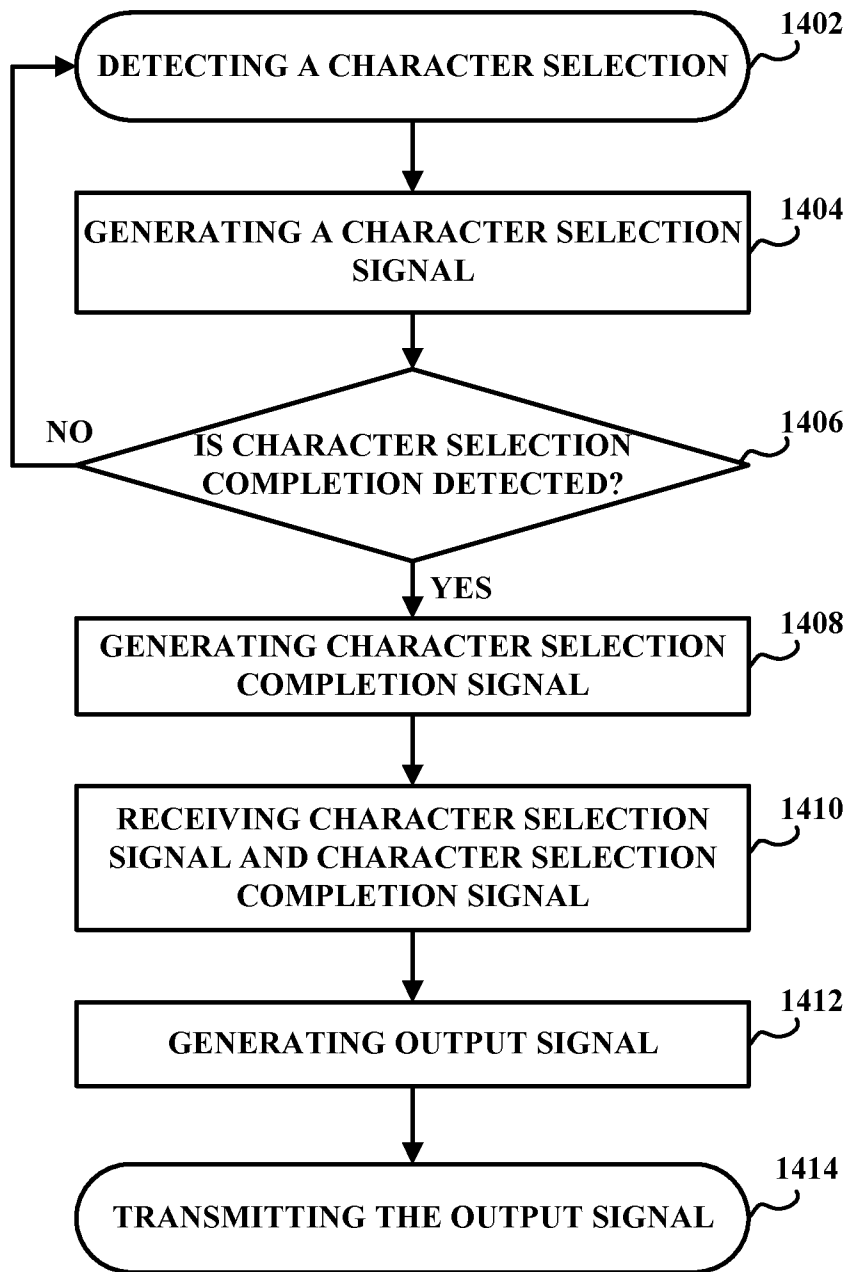 1402
DETECTING A CHARACTER SELECTION
1404
GENERATING A CHARACTER SELECTION
SIGNAL
NO
1406
IS CHARACTER SELECTION
COMPLETION DETECTED?
YES
1408
GENERATING CHARACTER SELECTION
COMPLETION SIGNAL
1410
RECEIVING CHARACTER SELECTION
SIGNAL AND CHARACTER SELECTION
COMPLETION SIGNAL
1412
GENERATING OUTPUT SIGNAL
1414
TRANSMITTING THE OUTPUT SIGNAL